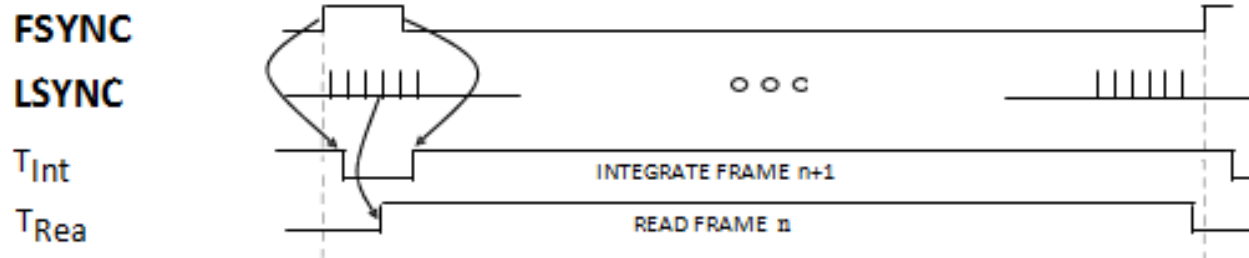 FSYNC
LSYNC
TInt
INTEGRATE FRAME n+1
TRea
READ FRAME n